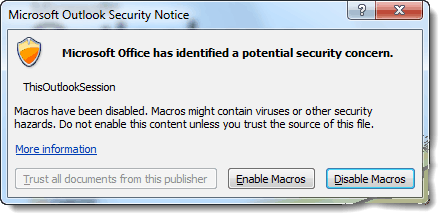 Microsoft Outlook Security Notice
Microsoft Office has identified a potential security concern.
ThisOutlookSession
Macros have been disabled. Macros might contain viruses or other security
hazards. Do not enable this content unless you trust the source of this file.
More information
Trust all documents from this publisher
Enable Macros
Disable Macros